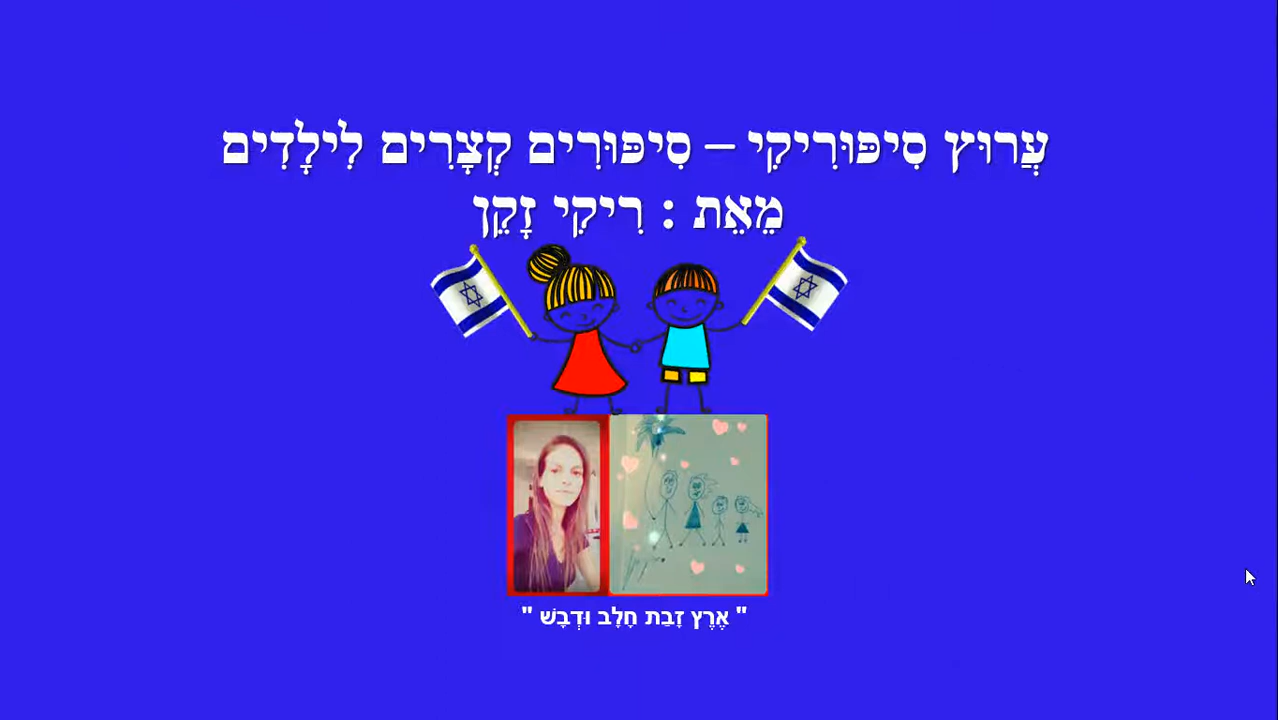 עֲרוּץ סִיפּוּרִיקִי – סִיפּוּרִים קְצָרִים לִילָדִים
מֵאֵת : רִיקִי זָקֵן
" אֶרֶץ זָבַת חָלָב וּדְבָשׁ "